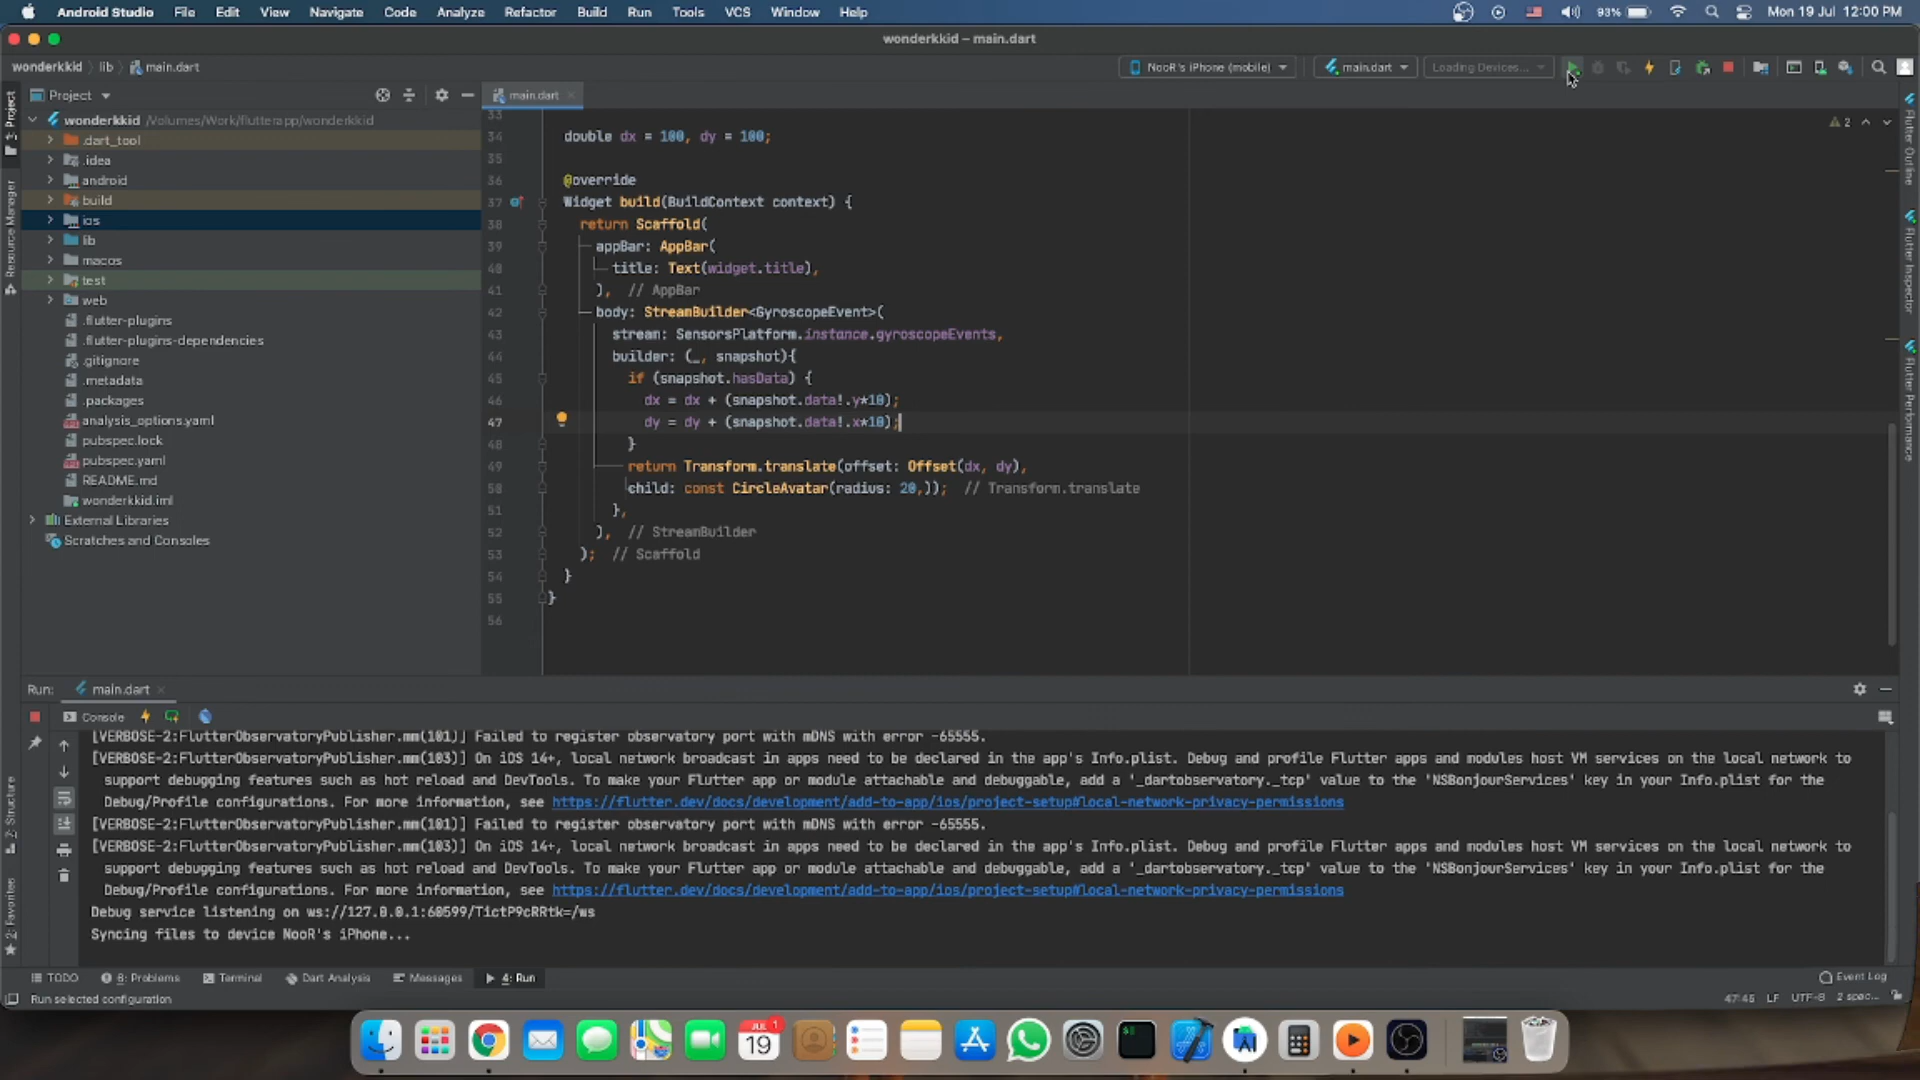 Android Studio File Edit View Navigate Code Analyze Refactor Build Run Tools VCS Window Help 93% Mon 19 Jul 12:00 PM
wonderkkid – main.dart
wonderkkid lib main.dart NooR's iPhone (mobile) main.dart Loading Devices...
Project main.dart
1: Project
Resource Manager
Z: Structure
2: Favorites
Flutter Outline
Flutter Inspector
Flutter Performance
wonderkkid /Volumes/Work/flutterapp/wonderkkid
.dart_tool
.idea
android
build
ios
lib
macos
test
web
.flutter-plugins
.flutter-plugins-dependencies
.gitignore
.metadata
.packages
analysis_options.yaml
pubspec.lock
pubspec.yaml
README.md
wonderkkid.iml
External Libraries
Scratches and Consoles
2
33
34 double dx = 100, dy = 100;
35
36 @override
37 Widget build(BuildContext context) {
38 return Scaffold(
39 appBar: AppBar(
40 title: Text(widget.title),
41 ), // AppBar
42 body: StreamBuilder<GyroscopeEvent>(
43 stream: SensorsPlatform.instance.gyroscopeEvents,
44 builder: (_, snapshot){
45 if (snapshot.hasData) {
46 dx = dx + (snapshot.data!.y*10);
47 dy = dy + (snapshot.data!.x*10);
48 }
49 return Transform.translate(offset: Offset(dx, dy),
50 child: const CircleAvatar(radius: 20,)); // Transform.translate
51 },
52 ), // StreamBuilder
53 ); // Scaffold
54 }
55 }
56
Run: main.dart
Console
[VERBOSE-2:FlutterObservatoryPublisher.mm(101)] Failed to register observatory port with mDNS with error -65555.
[VERBOSE-2:FlutterObservatoryPublisher.mm(103)] On iOS 14+, local network broadcast in apps need to be declared in the app's Info.plist. Debug and profile Flutter apps and modules host VM services on the local network to
support debugging features such as hot reload and DevTools. To make your Flutter app or module attachable and debuggable, add a '_dartobservatory._tcp' value to the 'NSBonjourServices' key in your Info.plist for the
Debug/Profile configurations. For more information, see https://flutter.dev/docs/development/add-to-app/ios/project-setup#local-network-privacy-permissions
[VERBOSE-2:FlutterObservatoryPublisher.mm(101)] Failed to register observatory port with mDNS with error -65555.
[VERBOSE-2:FlutterObservatoryPublisher.mm(103)] On iOS 14+, local network broadcast in apps need to be declared in the app's Info.plist. Debug and profile Flutter apps and modules host VM services on the local network to
support debugging features such as hot reload and DevTools. To make your Flutter app or module attachable and debuggable, add a '_dartobservatory._tcp' value to the 'NSBonjourServices' key in your Info.plist for the
Debug/Profile configurations. For more information, see https://flutter.dev/docs/development/add-to-app/ios/project-setup#local-network-privacy-permissions
Debug service listening on ws://127.0.0.1:60599/TictP9cRRtk=/ws
Syncing files to device NooR's iPhone...
TODO 6: Problems Terminal Dart Analysis Messages 4: Run Event Log
Run selected configuration 47:45 LF UTF-8 2 spac...
JUL 19 1